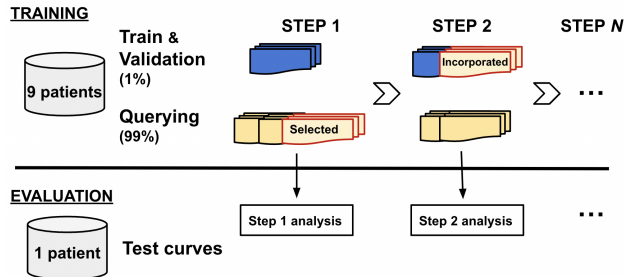 TRAINING
STEP 1
STEP 2
STEP N
Train &
Validation
(1%)
Incorporated
9 patients
Querying
(99%)
Selected
...
EVALUATION
Step 1 analysis
Step 2 analysis
...
1 patient
Test curves